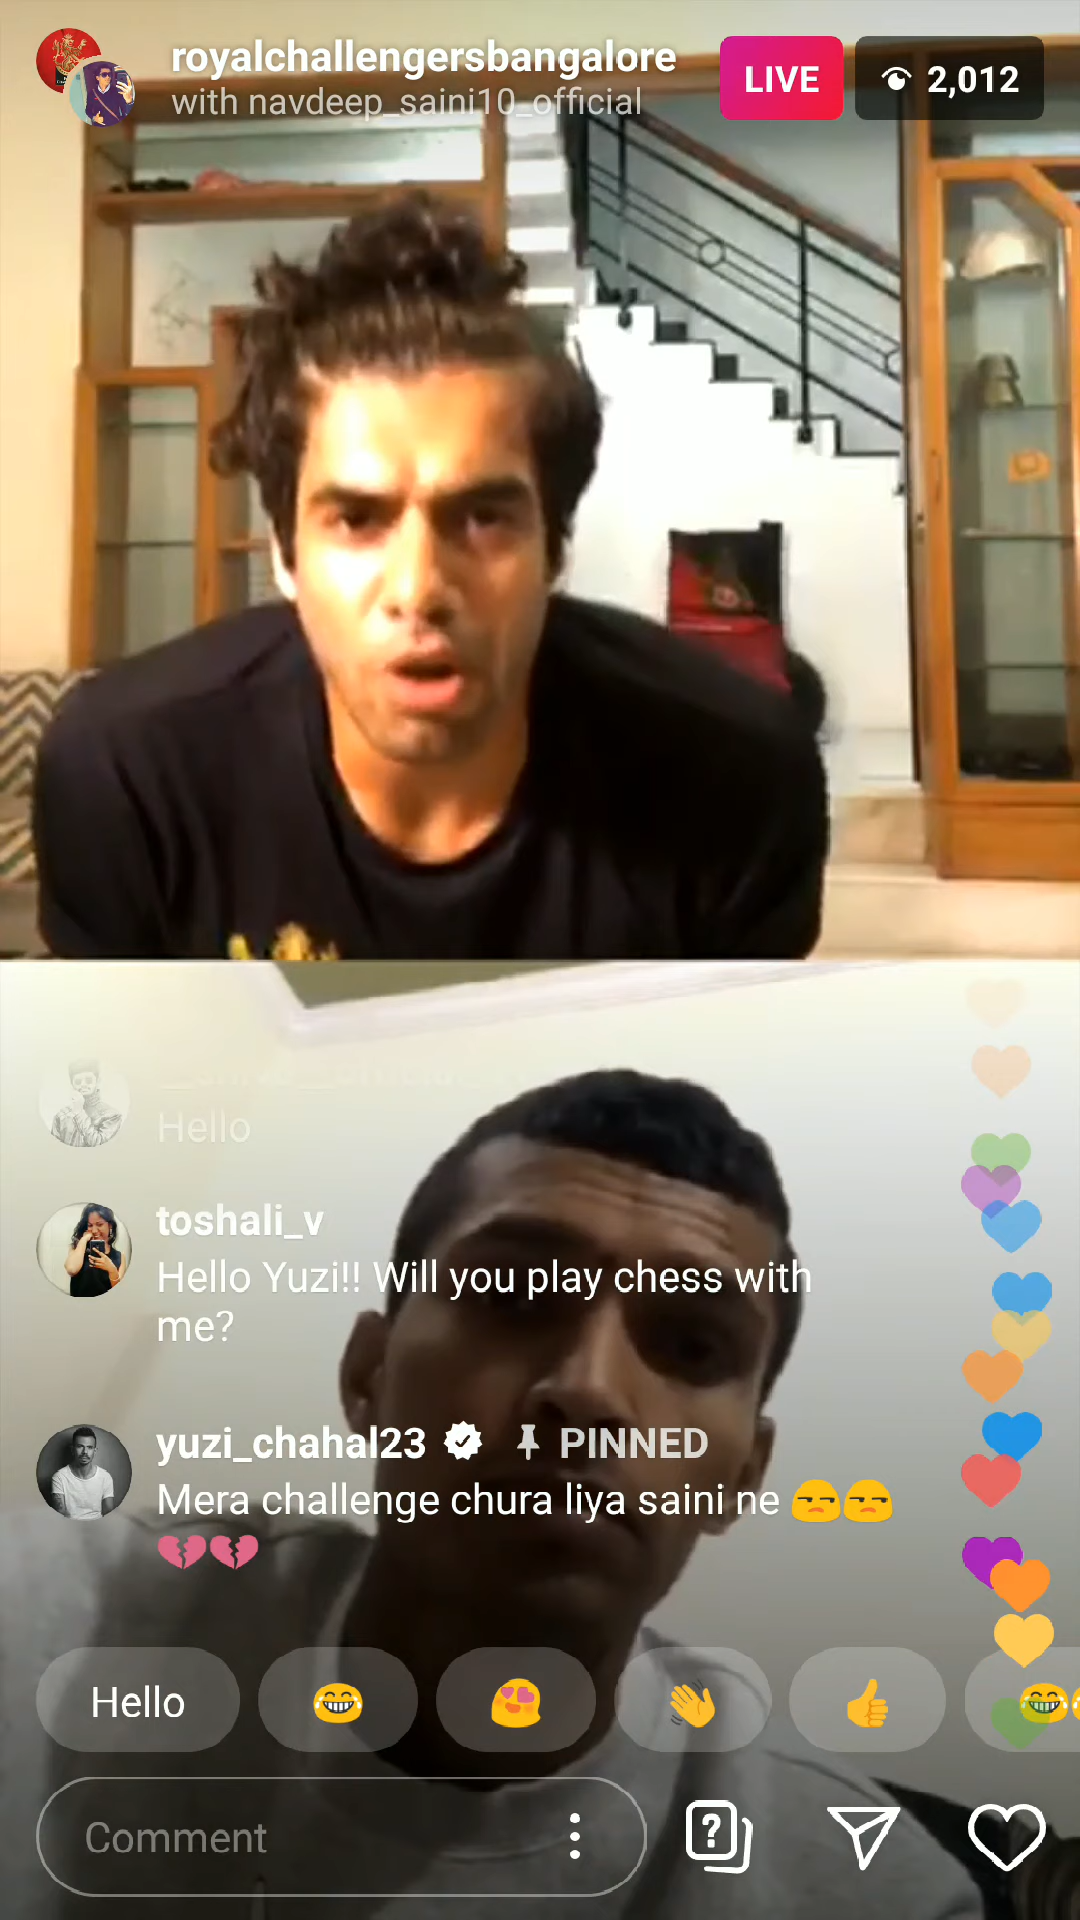 royalchallengersbangalore
with navdeep_saini10_official
LIVE
2,012
Hello
toshali_v
Hello Yuzi!! Will you play chess with
me?
yuzi_chahal23 PINNED
Mera challenge chura liya saini ne 😒😒
💔💔
Hello 😂 😍 👋 👍 😂
Comment